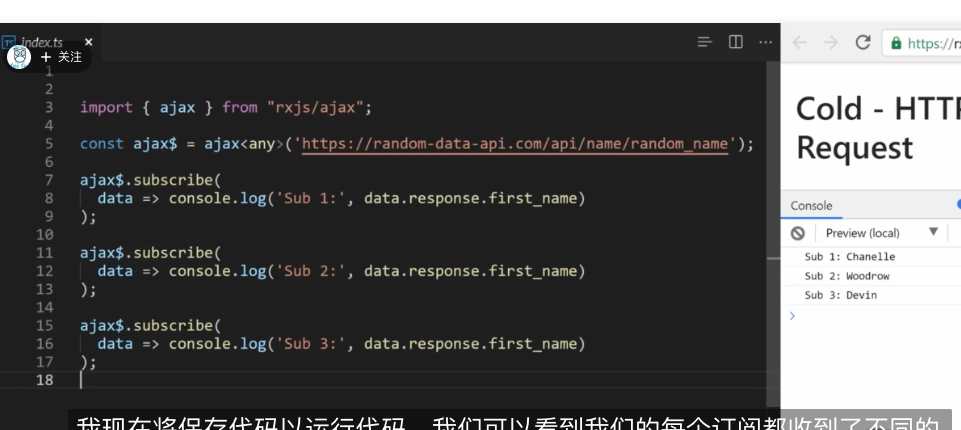 index.ts ×
+ 关注
1
2
3 import { ajax } from "rxjs/ajax";
4
5 const ajax$ = ajax<any>('https://random-data-api.com/api/name/random_name');
6
7 ajax$.subscribe(
8 data => console.log('Sub 1:', data.response.first_name)
9 );
10
11 ajax$.subscribe(
12 data => console.log('Sub 2:', data.response.first_name)
13 );
14
15 ajax$.subscribe(
16 data => console.log('Sub 3:', data.response.first_name)
17 );
18
https://r
Cold - HTTP
Request
Console
Preview (local)
Sub 1: Chanelle
Sub 2: Woodrow
Sub 3: Devin
我现在将保存代码以运行代码，我们可以看到我们的每个订阅都收到了不同的